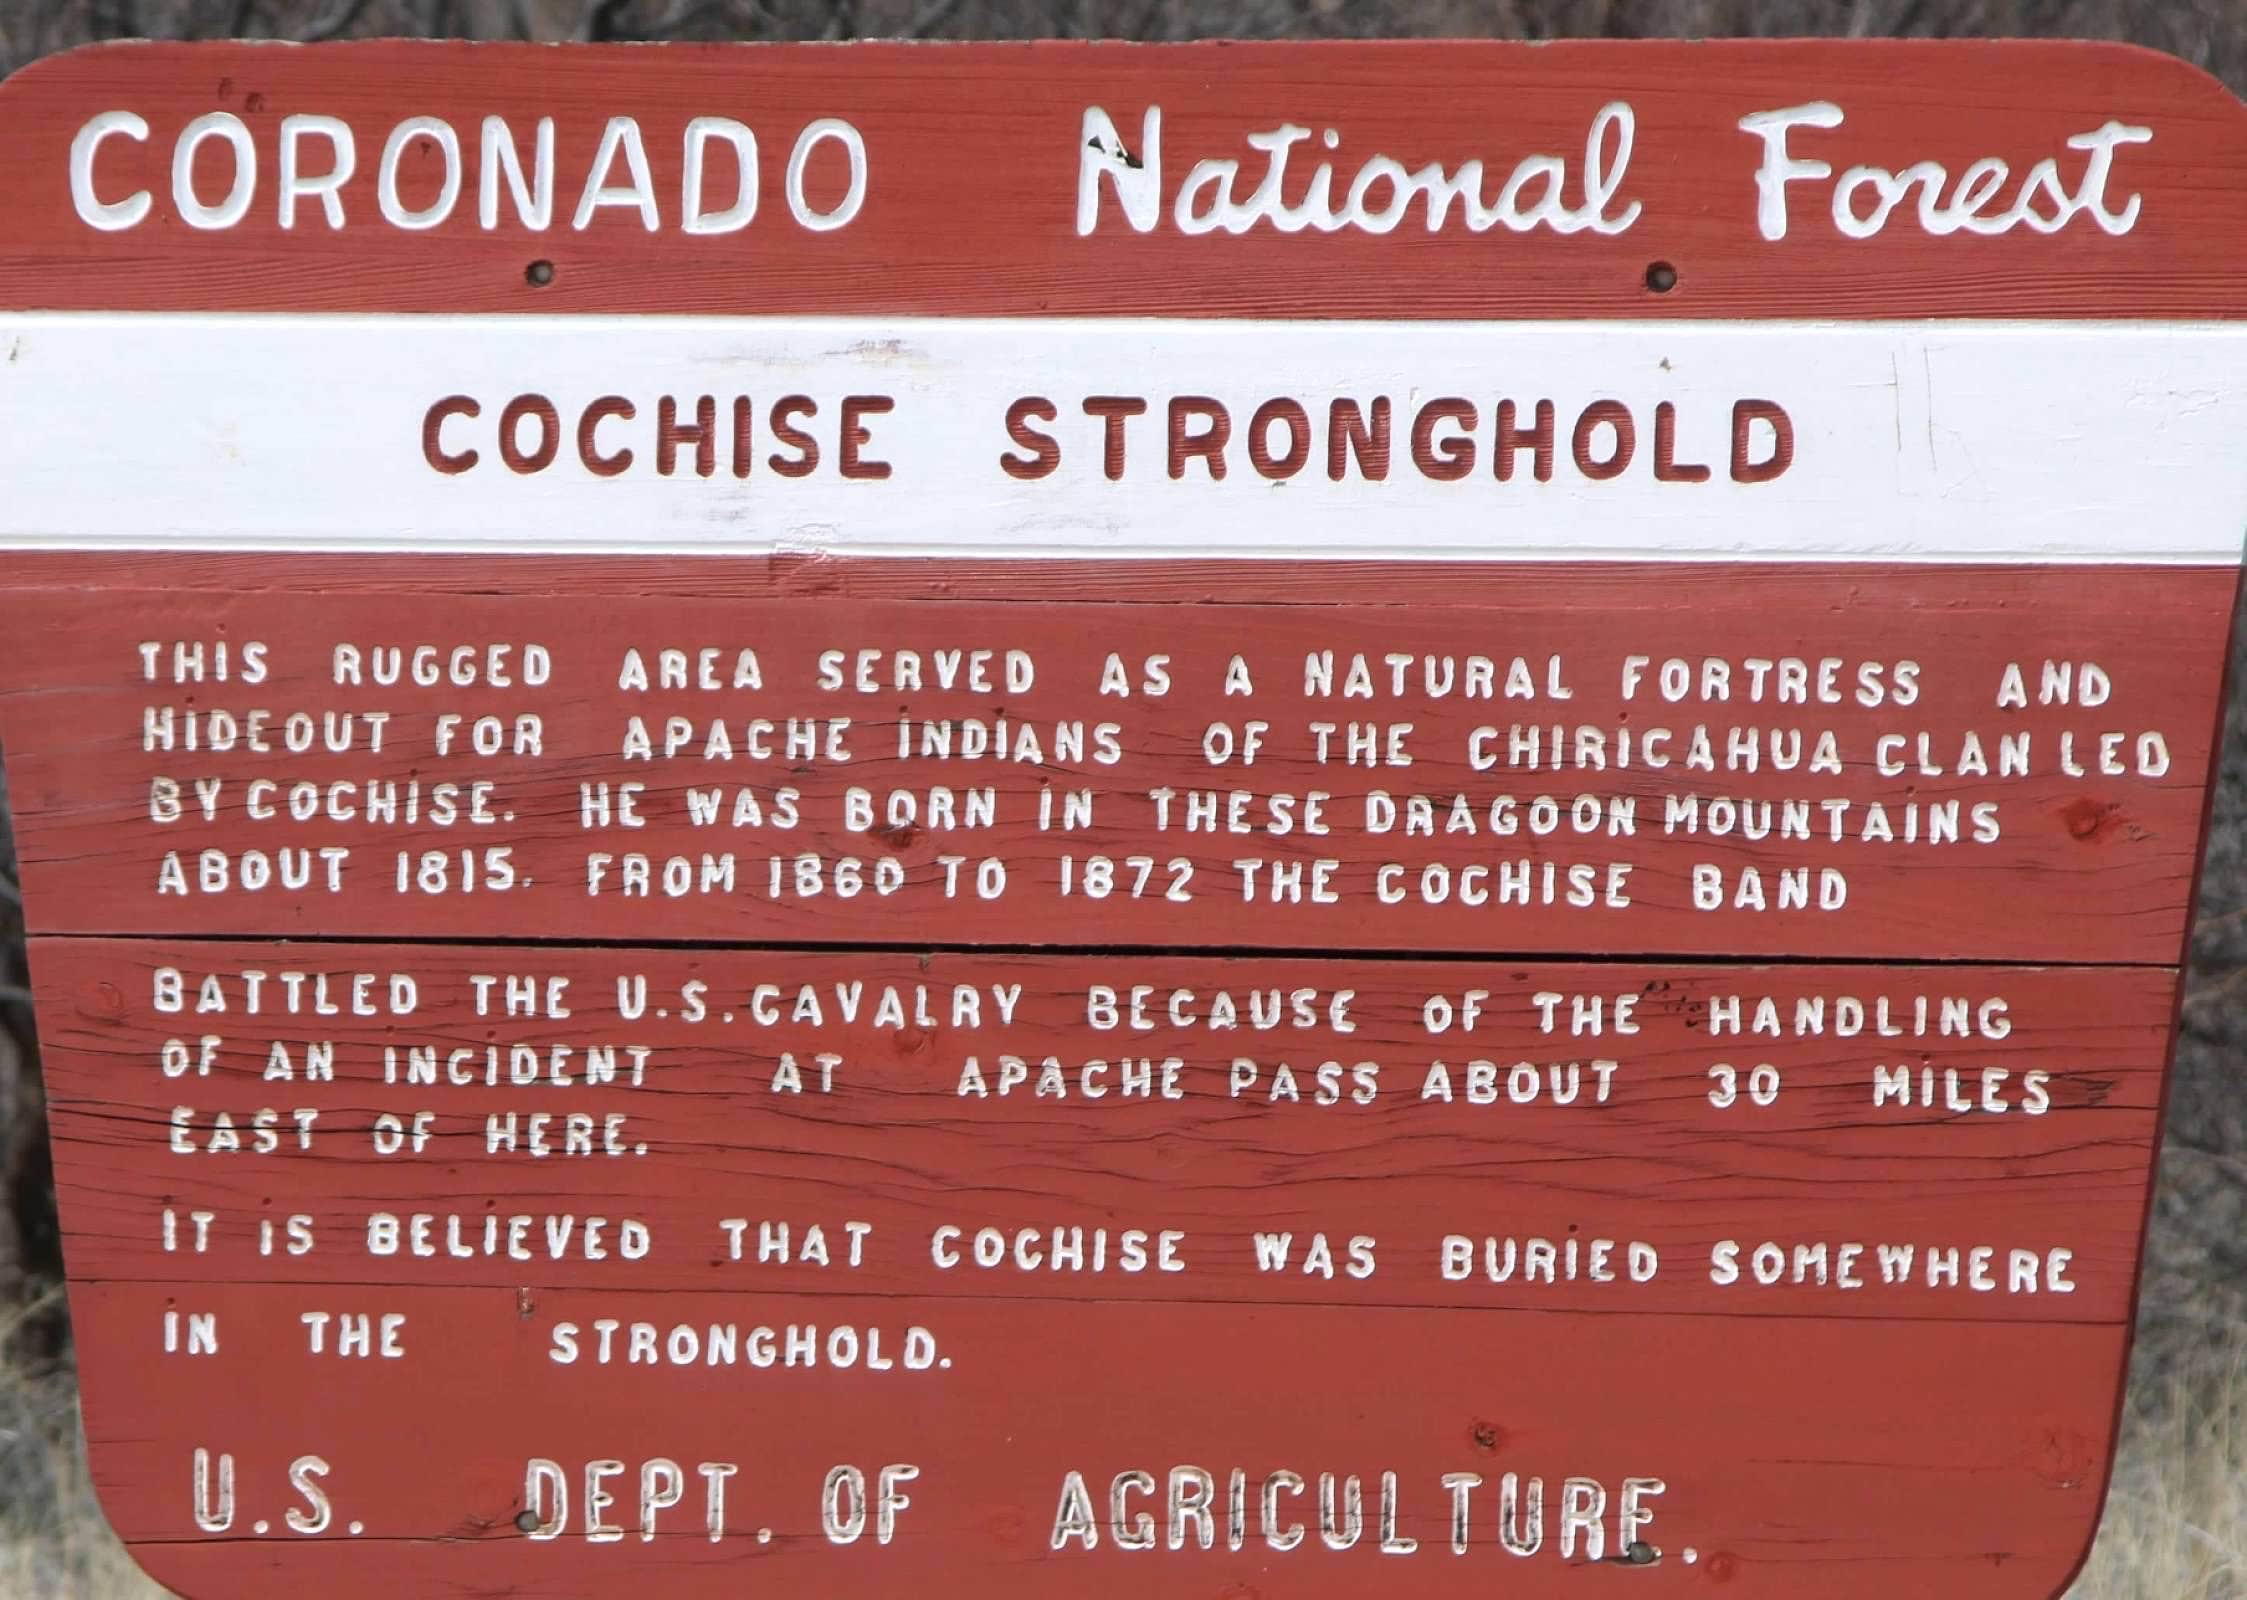 CORONADO National Forest
COCHISE STRONGHOLD
THIS RUGGED AREA SERVED AS A NATURAL FORTRESS AND
HIDEOUT FOR APACHE INDIANS OF THE CHIRICAHUA CLAN LED
BY COCHISE. HE WAS BORN IN THESE DRAGOON MOUNTAINS
ABOUT 1815. FROM 1860 TO 1872 THE COCHISE BAND
BATTLED THE U.S. CAVALRY BECAUSE OF THE HANDLING
OF AN INCIDENT AT APACHE PASS ABOUT 30 MILES
EAST OF HERE.
IT IS BELIEVED THAT COCHISE WAS BURIED SOMEWHERE
IN THE STRONGHOLD.
U.S. DEPT. OF AGRICULTURE.